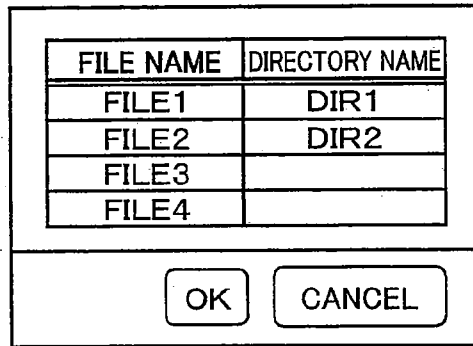 FILE NAME DIRECTORY NAME
FILE1 DIR1
FILE2 DIR2
FILE3
FILE4
OK CANCEL